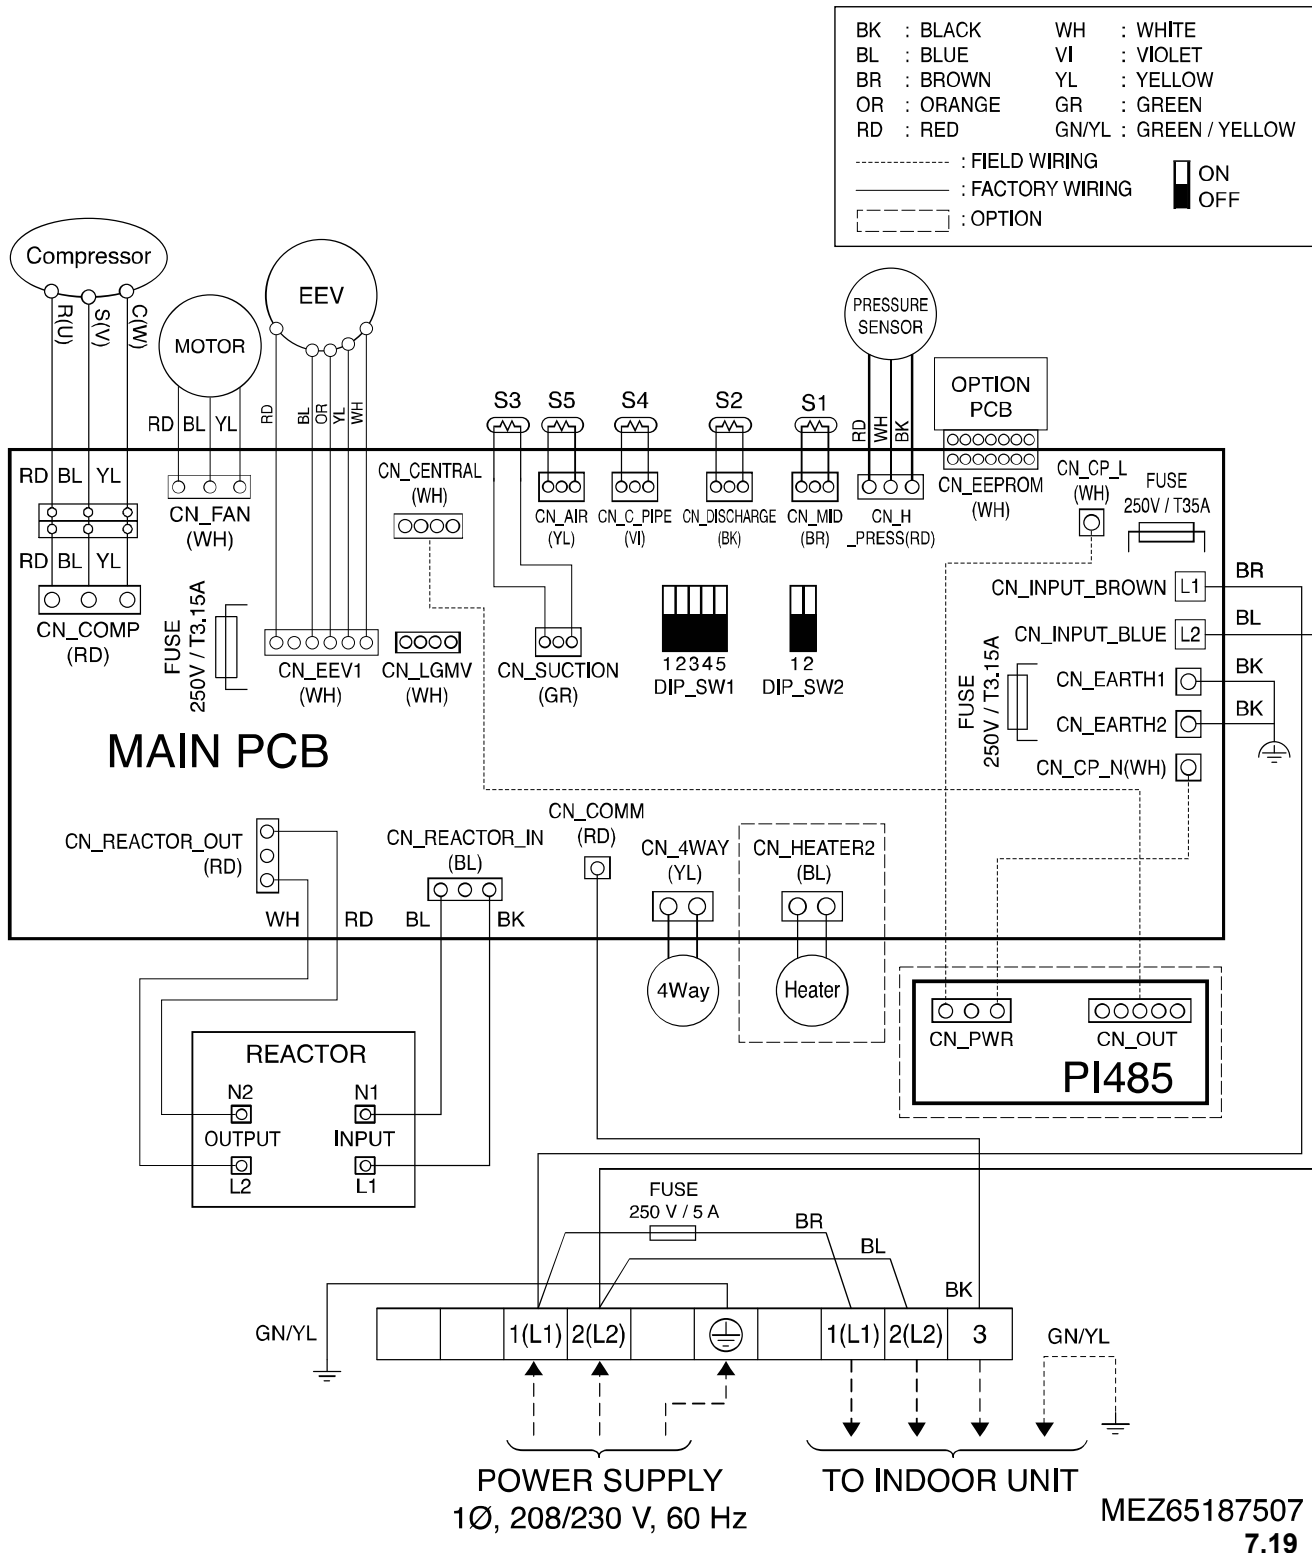 BK : BLACK WH : WHITE
BL : BLUE VI : VIOLET
BR : BROWN YL : YELLOW
OR : ORANGE GR : GREEN
RD : RED GN/YL : GREEN / YELLOW
: FIELD WIRING
: FACTORY WIRING
: OPTION
ON
OFF
Compressor
R(U)
S(V)
C(W)
MOTOR
EEV
PRESSURE
SENSOR
OPTION
PCB
RD BL YL
RD
BL
OR
YL
WH
S3 S5 S4 S2 S1
RD
WH
BK
RD BL YL
CN_FAN
(WH)
CN_CENTRAL
(WH)
CN_AIR
(YL)
CN_C_PIPE
(VI)
CN_DISCHARGE
(BK)
CN_MID
(BR)
CN_H
_PRESS(RD)
CN_EEPROM
(WH)
CN_CP_L
(WH)
FUSE
250V / T35A
RD BL YL
CN_COMP
(RD)
FUSE
250V / T3.15A
CN_EEV1
(WH)
CN_LGMV
(WH)
CN_SUCTION
(GR)
12345
DIP_SW1
12
DIP_SW2
FUSE
250V / T3.15A
CN_INPUT_BROWN L1 BR
CN_INPUT_BLUE L2 BL
CN_EARTH1 BK
CN_EARTH2 BK
CN_CP_N(WH)
MAIN PCB
CN_REACTOR_OUT
(RD)
CN_REACTOR_IN
(BL)
CN_COMM
(RD)
CN_4WAY
(YL)
CN_HEATER2
(BL)
WH RD BL BK
4Way
Heater
CN_PWR CN_OUT
PI485
REACTOR
N2 N1
OUTPUT INPUT
L2 L1
FUSE
250 V / 5 A
BR
BL
BK
GN/YL
1(L1) 2(L2) 1(L1) 2(L2) 3
GN/YL
POWER SUPPLY
1Ø, 208/230 V, 60 Hz
TO INDOOR UNIT
MEZ65187507
7.19